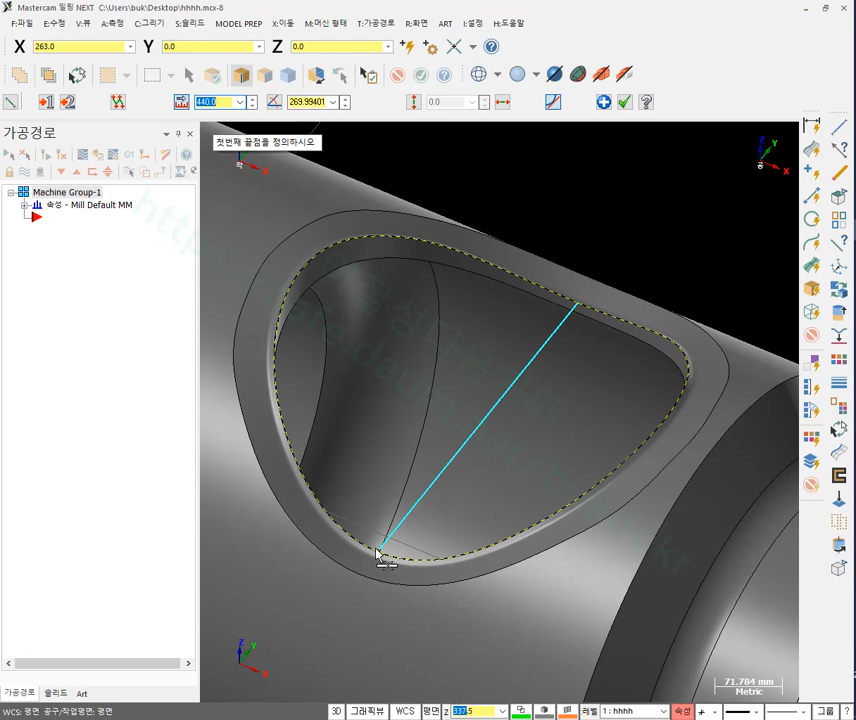 Mastercam 밀링 NEXT C:\Users\buk\Desktop\hhhh.mcx-8
F:파일 E:수정 V:뷰 A:측정 C:그리기 S:솔리드 MODEL PREP X:이동 M:머신 형태 T:가공경로 R:화면 ART I:설정 H:도움말
X 263.0 Y 0.0 Z 0.0
+1 +2 440.0 269.99401 0.0
가공경로
첫번째 끝점을 정의하시오
Machine Group-1
속성 - Mill Default MM
Z Y X
Z Y X
Z Y X
71.784 mm
Metric
가공경로 솔리드 Art
WCS: 평면 공구/작업평면: 평면
3D 그래픽뷰 WCS 평면 Z 337.5 레벨 1 : hhhh 속성 그룹 ?